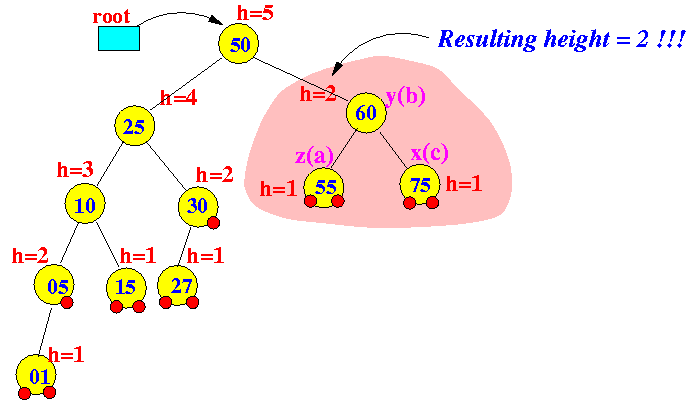 root
h=5
50
Resulting height = 2 !!!
h=4
h=2
y(b)
25
60
z(a)
x(c)
h=3
h=2
h=1
55
75
h=1
10
30
h=2
h=1
h=1
05
15
27
h=1
01